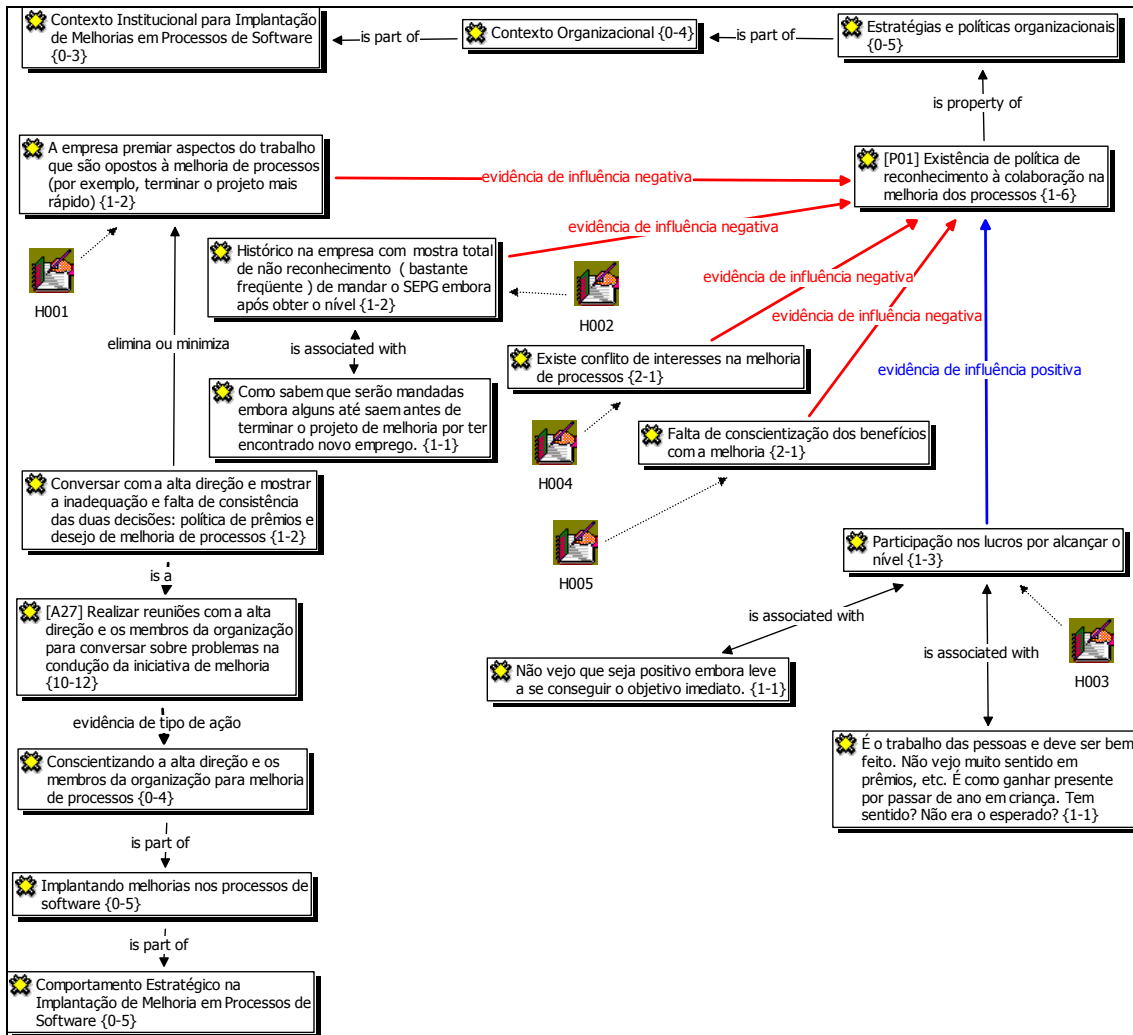 Contexto Institucional para Implantação
de Melhorias em Processos de Software
{0-3}
is part of
Contexto Organizacional {0-4}
is part of
Estratégias e políticas organizacionais
{0-5}
is property of
A empresa premiar aspectos do trabalho
que são opostos à melhoria de processos
(por exemplo, terminar o projeto mais
rápido) {1-2}
evidência de influência negativa
[P01] Existência de política de
reconhecimento à colaboração na
melhoria dos processos {1-6}
evidência de influência negativa
H001
Histórico na empresa com mostra total
de não reconhecimento ( bastante
freqüente ) de mandar o SEPG embora
após obter o nível {1-2}
H002
evidência de influência negativa
evidência de influência negativa
elimina ou minimiza
is associated with
Existe conflito de interesses na melhoria
de processos {2-1}
evidência de influência positiva
Como sabem que serão mandadas
embora alguns até saem antes de
terminar o projeto de melhoria por ter
encontrado novo emprego. {1-1}
H004
Falta de conscientização dos benefícios
com a melhoria {2-1}
H005
Conversar com a alta direção e mostrar
a inadequação e falta de consistência
das duas decisões: política de prêmios e
desejo de melhoria de processos {1-2}
Participação nos lucros por alcançar o
nível {1-3}
is a
is associated with
is associated with
H003
[A27] Realizar reuniões com a alta
direção e os membros da organização
para conversar sobre problemas na
condução da iniciativa de melhoria
{10-12}
Não vejo que seja positivo embora leve
a se conseguir o objetivo imediato. {1-1}
evidência de tipo de ação
É o trabalho das pessoas e deve ser bem
feito. Não vejo muito sentido em
prêmios, etc. É como ganhar presente
por passar de ano em criança. Tem
sentido? Não era o esperado? {1-1}
Conscientizando a alta direção e os
membros da organização para melhoria
de processos {0-4}
is part of
Implantando melhorias nos processos de
software {0-5}
is part of
Comportamento Estratégico na
Implantação de Melhoria em Processos de
Software {0-5}